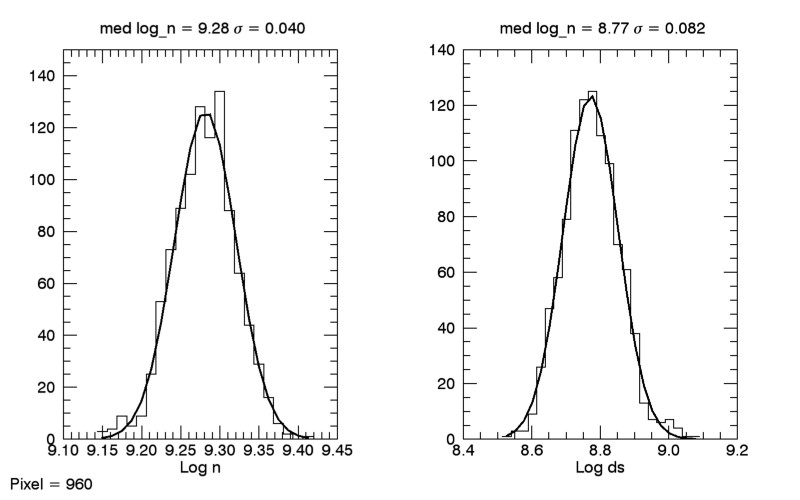 med log_n = 9.28 σ = 0.040
med log_n = 8.77 σ = 0.082
140
120
100
80
60
40
20
0
9.10 9.15 9.20 9.25 9.30 9.35 9.40 9.45
Log n
140
120
100
80
60
40
20
0
8.4 8.6 8.8 9.0 9.2
Log ds
Pixel = 960